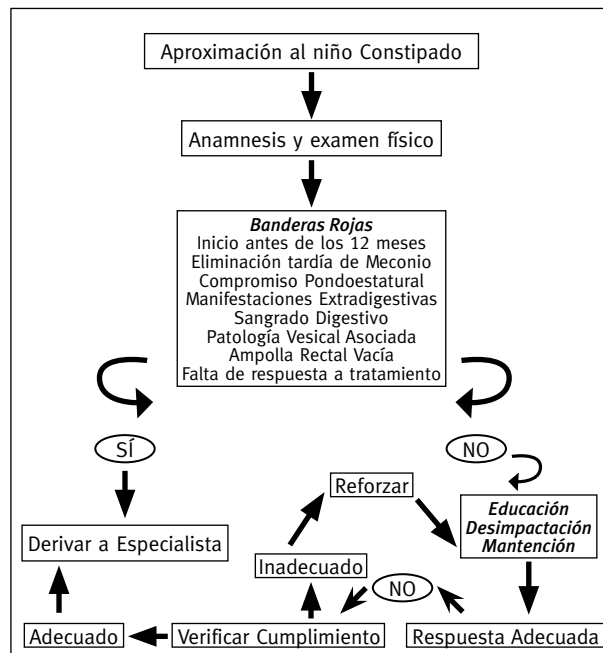 Aproximación al niño Constipado
Anamnesis y examen físico
Banderas Rojas
Inicio antes de los 12 meses
Eliminación tardía de Meconio
Compromiso Pondoestatural
Manifestaciones Extradigestivas
Sangrado Digestivo
Patología Vesical Asociada
Ampolla Rectal Vacía
Falta de respuesta a tratamiento
SÍ
NO
Reforzar
Educación
Desimpactación
Mantención
Derivar a Especialista
Inadecuado
NO
Adecuado
Verificar Cumplimiento
Respuesta Adecuada